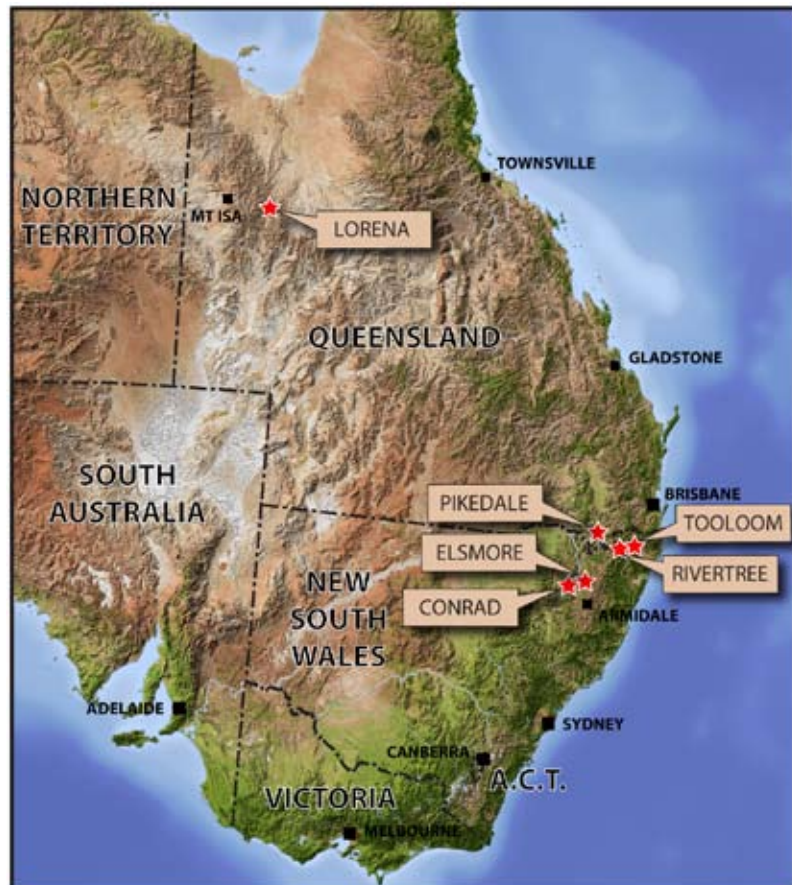 TOWNSVILLE
NORTHERN
TERRITORY
MT ISA
LORENA
QUEENSLAND
GLADSTONE
SOUTH
AUSTRALIA
PIKEDALE
BRISBANE
TOOLOOM
ELSMORE
RIVERTREE
CONRAD
NEW
SOUTH
WALES
ARMIDALE
ADELAIDE
SYDNEY
CANBERRA
A.C.T.
VICTORIA
MELBOURNE